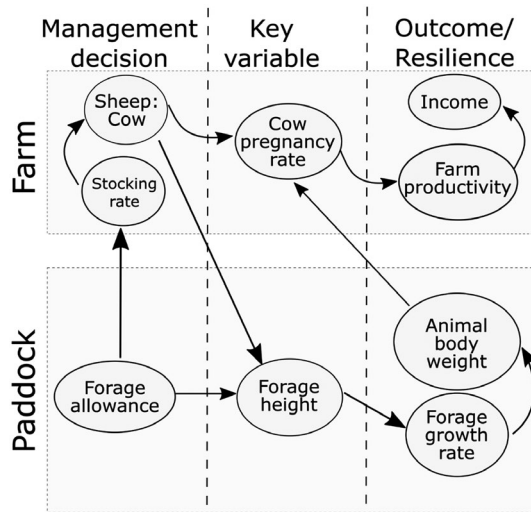 Management
decision
Key
variable
Outcome/
Resilience
Farm
Sheep:
Cow
Stocking
rate
Cow
pregnancy
rate
Income
Farm
productivity
Paddock
Forage
allowance
Forage
height
Animal
body
weight
Forage
growth
rate